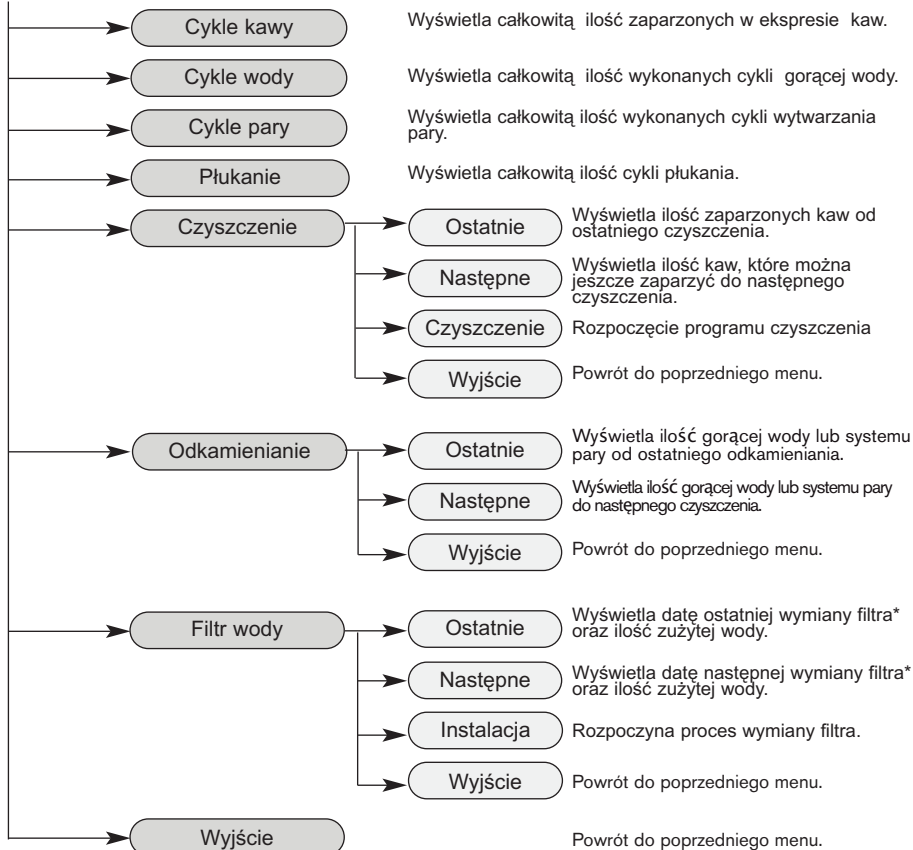 Cykle kawy
Wyświetla całkowitą ilość zaparzonych w ekspresie kaw.
Cykle wody
Wyświetla całkowitą ilość wykonanych cykli gorącej wody.
Cykle pary
Wyświetla całkowitą ilość wykonanych cykli wytwarzania
pary.
Płukanie
Wyświetla całkowitą ilość cykli płukania.
Czyszczenie
Ostatnie
Wyświetla ilość zaparzonych kaw od
ostatniego czyszczenia.
Następne
Wyświetla ilość kaw, które można
jeszcze zaparzyć do następnego
czyszczenia.
Czyszczenie
Rozpoczęcie programu czyszczenia
Wyjście
Powrót do poprzedniego menu.
Odkamienianie
Ostatnie
Wyświetla ilość gorącej wody lub systemu
pary od ostatniego odkamieniania.
Następne
Wyświetla ilość gorącej wody lub systemu pary
do następnego czyszczenia.
Wyjście
Powrót do poprzedniego menu.
Filtr wody
Ostatnie
Wyświetla datę ostatniej wymiany filtra*
oraz ilość zużytej wody.
Następne
Wyświetla datę następnej wymiany filtra*
oraz ilość zużytej wody.
Instalacja
Rozpoczyna proces wymiany filtra.
Wyjście
Powrót do poprzedniego menu.
Wyjście
Powrót do poprzedniego menu.